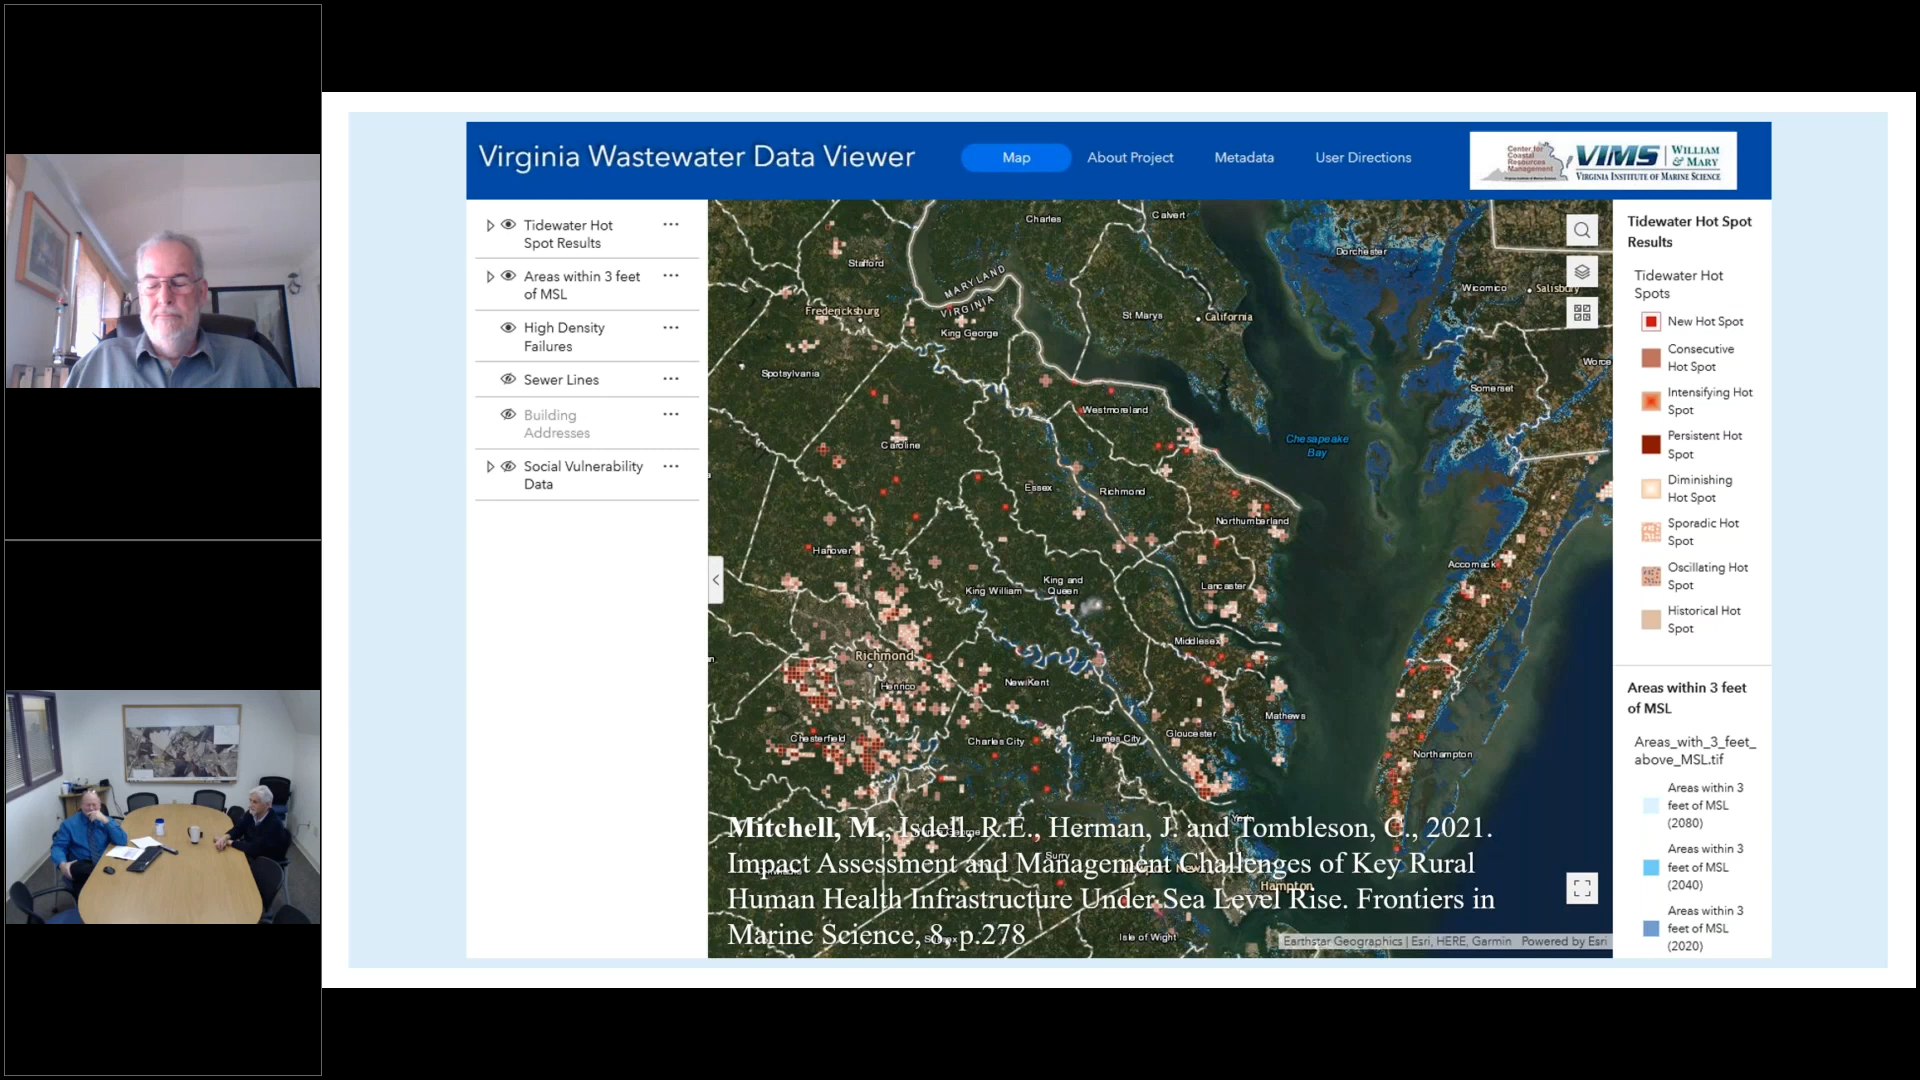 Virginia Wastewater Data Viewer
Map
About Project
Metadata
User Directions
Center for
Coastal
Resources
Management
VIMS
WILLIAM
& MARY
VIRGINIA INSTITUTE OF MARINE SCIENCE
Tidewater Hot
Spot Results
Areas within 3 feet
of MSL
High Density
Failures
Sewer Lines
Building
Addresses
Social Vulnerability
Data
Charles
Calvert
Dorchester
Stafford
MARYLAND
VIRGINIA
Wicomico
Salisbury
Fredericksburg
King George
St Marys
California
Spotsylvania
Worce
Somerset
Westmoreland
Chesapeake
Bay
Caroline
Essex
Richmond
Northumberland
Hanover
Accomack
King William
King and
Queen
Lancaster
Middlesex
Richmond
Henrico
New Kent
Mathews
Chesterfield
Charles City
James City
Gloucester
Northampton
York
Surry
Hampton
Isle of Wight
Mitchell, M., Isdell, R.E., Herman, J. and Tombleson, C., 2021.
Impact Assessment and Management Challenges of Key Rural
Human Health Infrastructure Under Sea Level Rise. Frontiers in
Marine Science, 8, p.278
Earthstar Geographics | Esri, HERE, Garmin Powered by Esri
Tidewater Hot Spot
Results
Tidewater Hot
Spots
New Hot Spot
Consecutive
Hot Spot
Intensifying Hot
Spot
Persistent Hot
Spot
Diminishing
Hot Spot
Sporadic Hot
Spot
Oscillating Hot
Spot
Historical Hot
Spot
Areas within 3 feet
of MSL
Areas_with_3_feet_
above_MSL.tif
Areas within 3
feet of MSL
(2080)
Areas within 3
feet of MSL
(2040)
Areas within 3
feet of MSL
(2020)